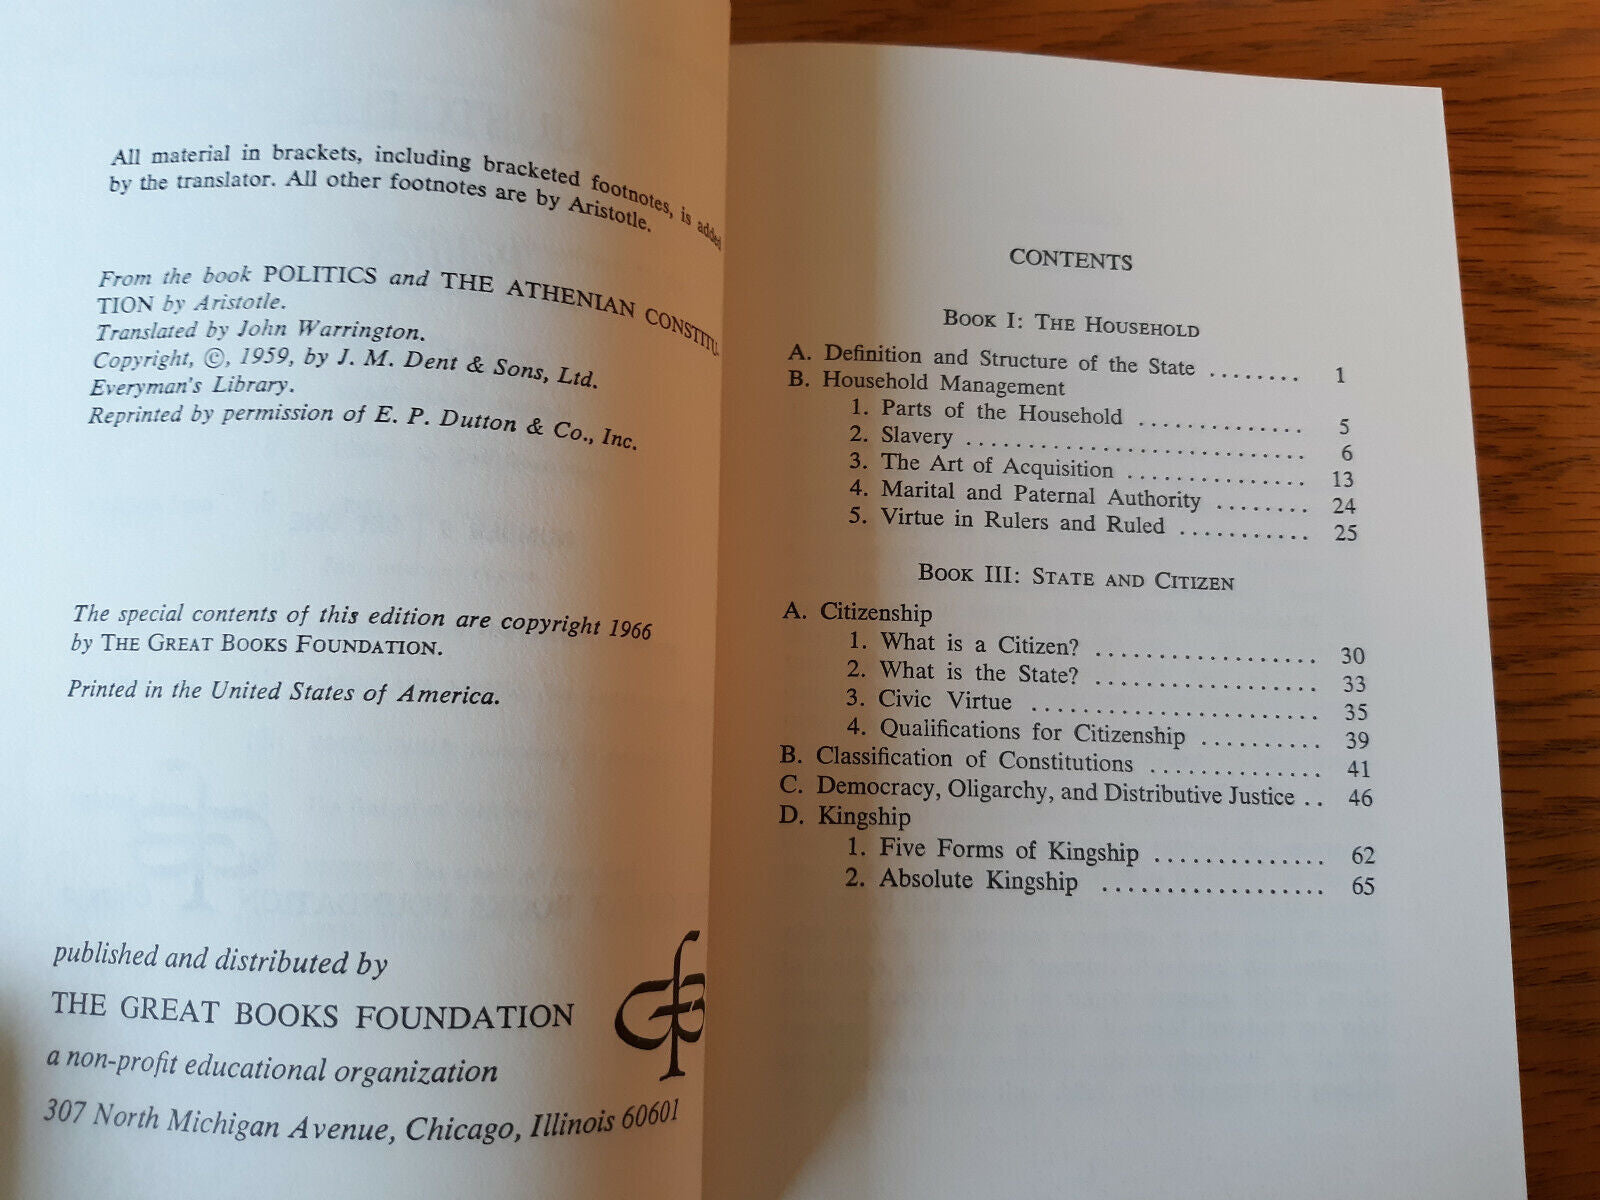 All material in brackets, including bracketed footnotes, is added
by the translator. All other footnotes are by Aristotle.
From the book POLITICS and THE ATHENIAN CONSTITU-
TION by Aristotle.
Translated by John Warrington.
Copyright, ©, 1959, by J. M. Dent & Sons, Ltd.
Everyman's Library.
Reprinted by permission of E. P. Dutton & Co., Inc.
The special contents of this edition are copyright 1966
by THE GREAT BOOKS FOUNDATION.
Printed in the United States of America.
published and distributed by
THE GREAT BOOKS FOUNDATION
a non-profit educational organization
307 North Michigan Avenue, Chicago, Illinois 60601
CONTENTS
BOOK I: THE HOUSEHOLD
A. Definition and Structure of the State ........ 1
B. Household Management
1. Parts of the Household .............. 5
2. Slavery ............................ 6
3. The Art of Acquisition ............... 13
4. Marital and Paternal Authority ........ 24
5. Virtue in Rulers and Ruled ........... 25
BOOK III: STATE AND CITIZEN
A. Citizenship
1. What is a Citizen? ................... 30
2. What is the State? ................... 33
3. Civic Virtue ........................ 35
4. Qualifications for Citizenship .......... 39
B. Classification of Constitutions .............. 41
C. Democracy, Oligarchy, and Distributive Justice .. 46
D. Kingship
1. Five Forms of Kingship .............. 62
2. Absolute Kingship .................. 65